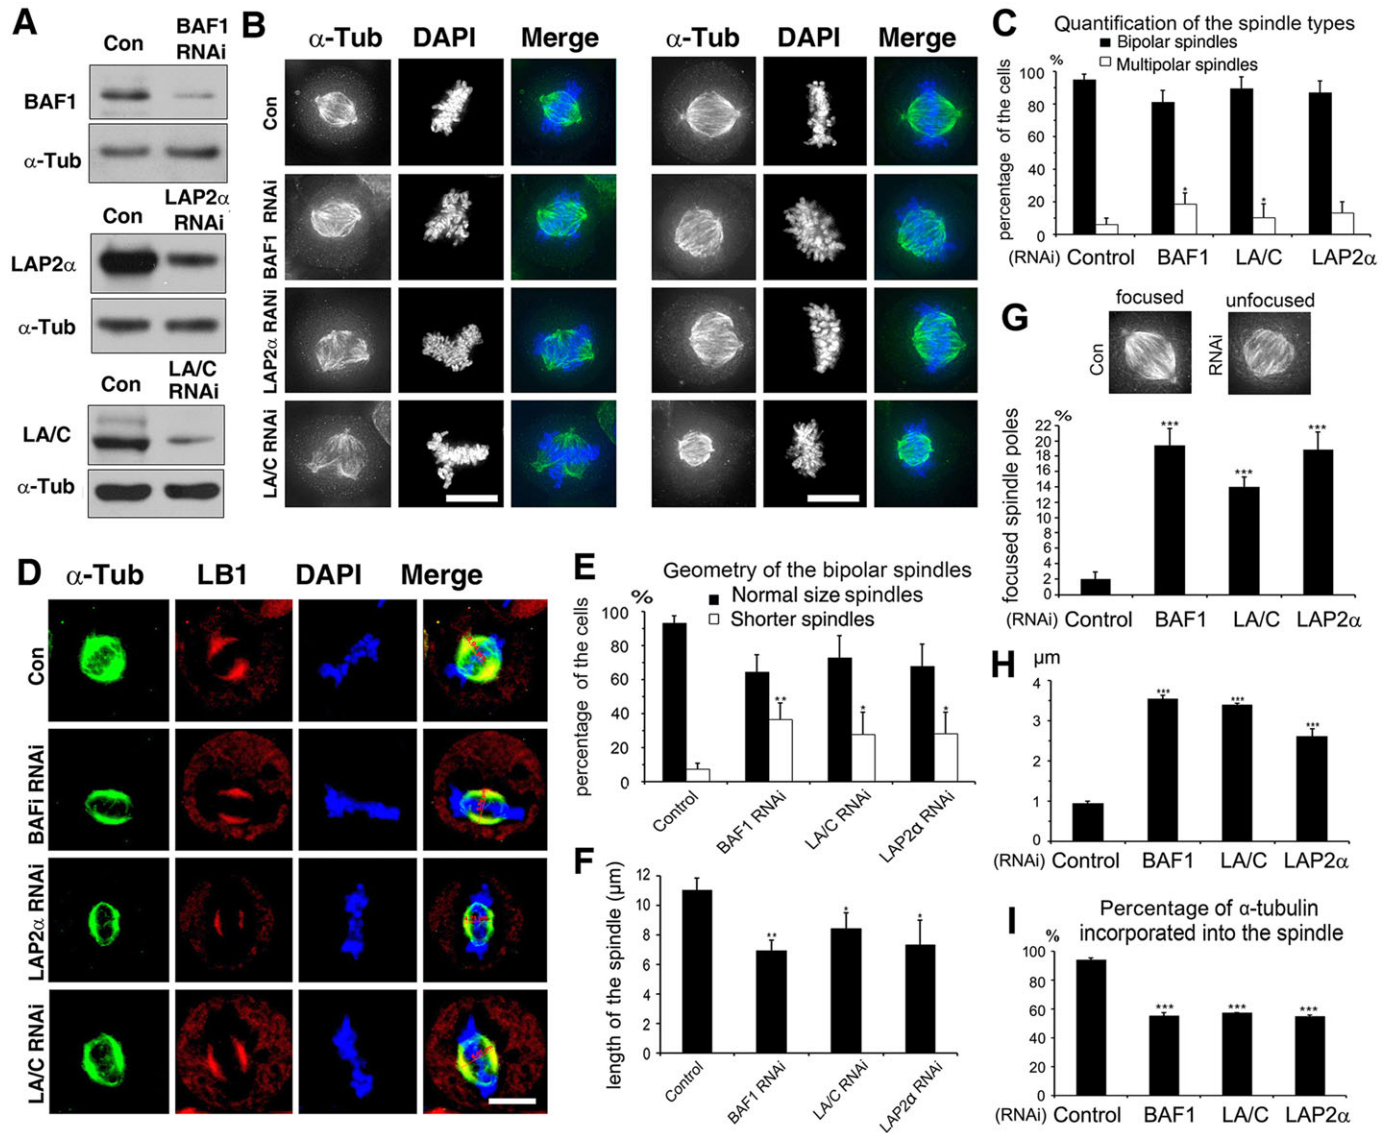 A
Con
BAF1
RNAi
BAF1
α-Tub
Con
LAP2α
RNAi
LAP2α
α-Tub
Con
LA/C
RNAi
LA/C
α-Tub
B
α-Tub DAPI Merge
α-Tub DAPI Merge
Con
BAF1 RNAi
LAP2α RANi
LA/C RNAi
C
Quantification of the spindle types
Bipolar spindles
Multipolar spindles
%
percentage of the cells
100
80
60
40
20
0
*
*
(RNAi) Control BAF1 LA/C LAP2α
D
α-Tub LB1 DAPI Merge
Con
BAFi RNAi
LAP2α RNAi
LA/C RNAi
E
Geometry of the bipolar spindles
Normal size spindles
Shorter spindles
%
percentage of the cells
100
80
60
40
20
0
**
*
*
Control
BAF1 RNAi
LA/C RNAi
LAP2α RNAi
F
length of the spindle (μm)
12
10
8
6
4
2
0
**
*
*
Control
BAF1 RNAi
LA/C RNAi
LAP2α RNAi
G
focused unfocused
Con
RNAi
%
focused spindle poles
22
20
18
16
14
12
10
8
6
4
2
0
***
***
***
(RNAi) Control BAF1 LA/C LAP2α
H
μm
4
3
2
1
0
***
***
***
(RNAi) Control BAF1 LA/C LAP2α
I
Percentage of α-tubulin
incorporated into the spindle
%
100
80
60
40
20
0
***
***
***
(RNAi) Control BAF1 LA/C LAP2α